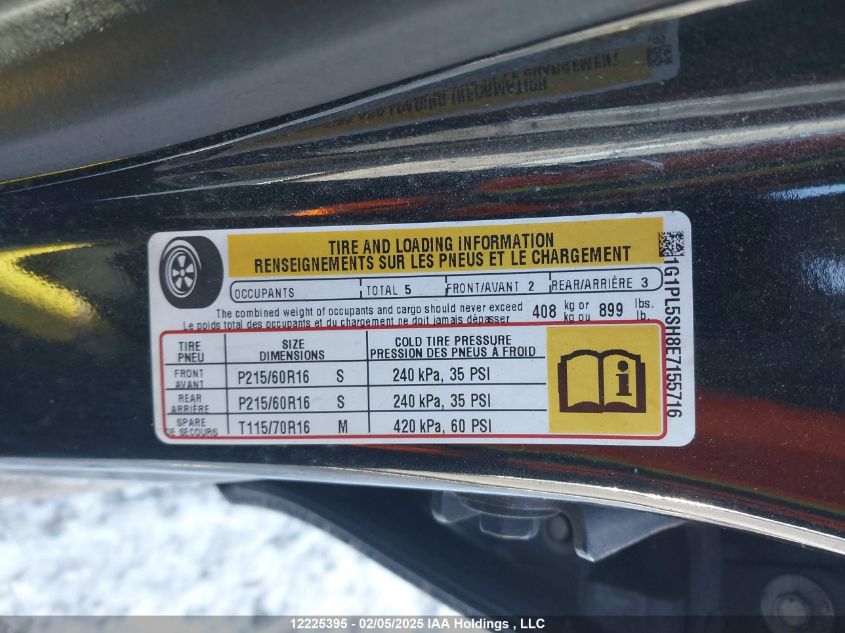 TIRE AND LOADING INFORMATION
RENSEIGNEMENTS SUR LES PNEUS ET LE CHARGEMENT
OCCUPANTS TOTAL 5 FRONT/AVANT 2 REAR/ARRIÈRE 3
The combined weight of occupants and cargo should never exceed 408 kg or 899 lbs.
Le poids total des occupants et du chargement ne doit jamais dépasser kg ou lb.
TIRE PNEU SIZE DIMENSIONS COLD TIRE PRESSURE PRESSION DES PNEUS À FROID
FRONT AVANT P215/60R16 S 240 kPa, 35 PSI
REAR ARRIÈRE P215/60R16 S 240 kPa, 35 PSI
SPARE DE SECOURS T115/70R16 M 420 kPa, 60 PSI
i
1G1PL5SH8E7155716
12225395 - 02/05/2025 IAA Holdings , LLC